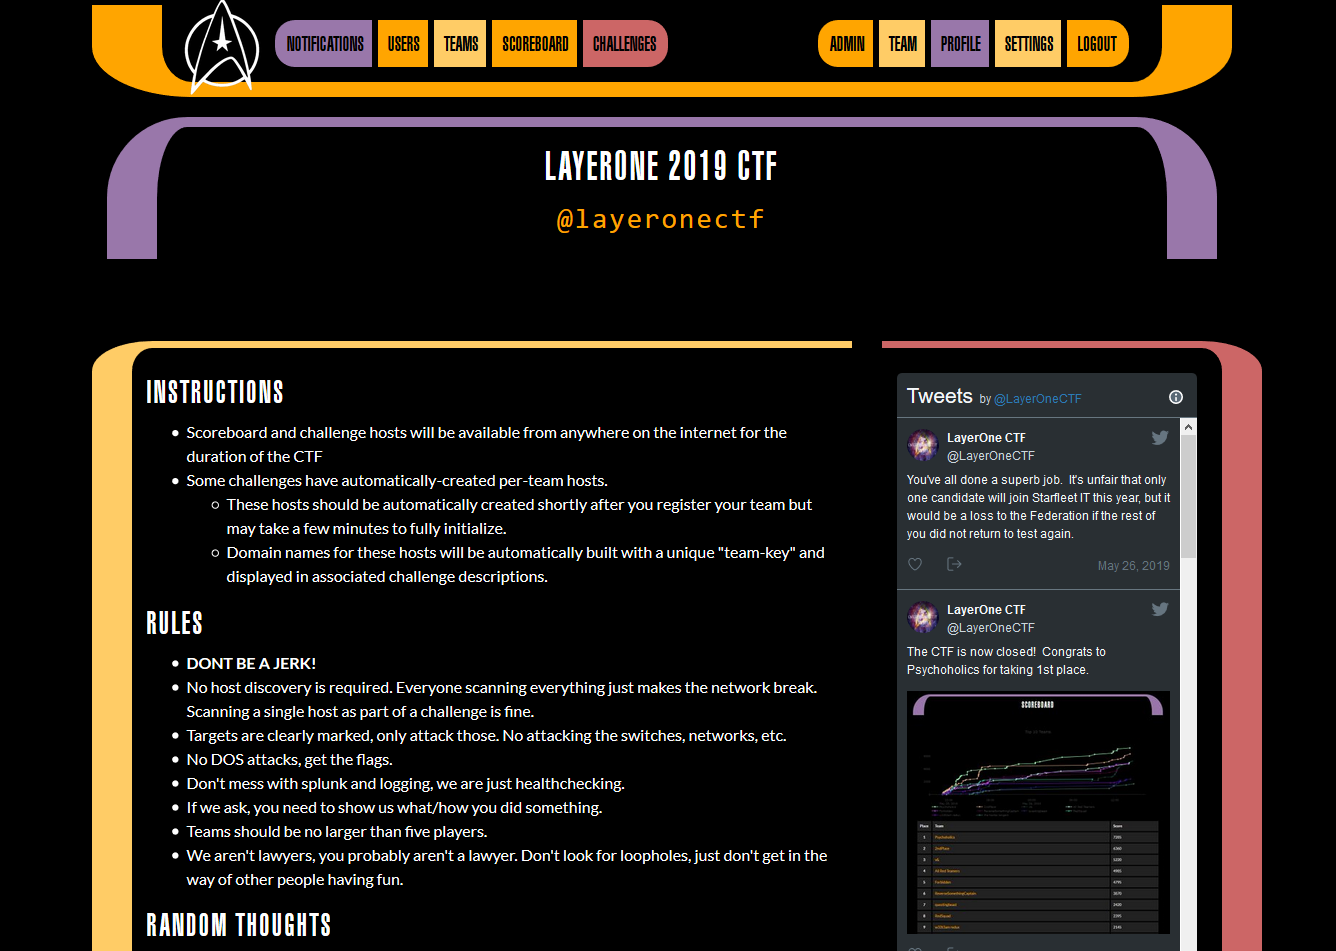 NOTIFICATIONS USERS TEAMS SCOREBOARD CHALLENGES ADMIN TEAM PROFILE SETTINGS LOGOUT
LAYERONE 2019 CTF
@layeronectf
INSTRUCTIONS
Scoreboard and challenge hosts will be available from anywhere on the internet for the
duration of the CTF
Some challenges have automatically-created per-team hosts.
These hosts should be automatically created shortly after you register your team but
may take a few minutes to fully initialize.
Domain names for these hosts will be automatically built with a unique "team-key" and
displayed in associated challenge descriptions.
RULES
DONT BE A JERK!
No host discovery is required. Everyone scanning everything just makes the network break.
Scanning a single host as part of a challenge is fine.
Targets are clearly marked, only attack those. No attacking the switches, networks, etc.
No DOS attacks, get the flags.
Don't mess with splunk and logging, we are just healthchecking.
If we ask, you need to show us what/how you did something.
Teams should be no larger than five players.
We aren't lawyers, you probably aren't a lawyer. Don't look for loopholes, just don't get in the
way of other people having fun.
RANDOM THOUGHTS
Tweets by @LayerOneCTF
LayerOne CTF
@LayerOneCTF
You've all done a superb job. It's unfair that only
one candidate will join Starfleet IT this year, but it
would be a loss to the Federation if the rest of
you did not return to test again.
May 26, 2019
LayerOne CTF
@LayerOneCTF
The CTF is now closed! Congrats to
Psychoholics for taking 1st place.
SCOREBOARD
Place Team Score